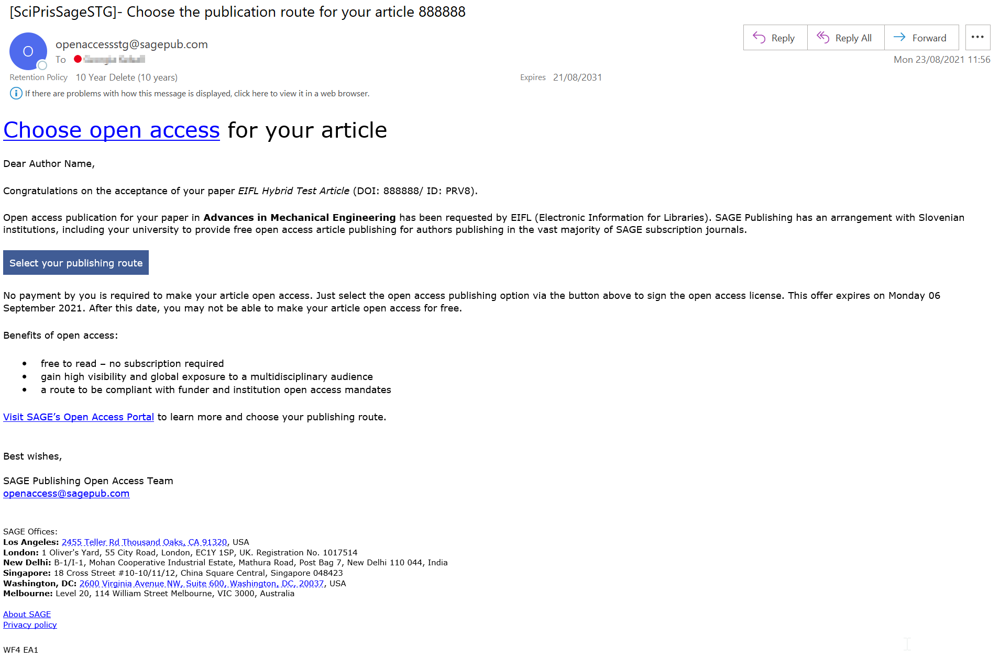 [SciPrisSageSTG]- Choose the publication route for your article 888888
O
openaccessstg@sagepub.com
To
Reply
Reply All
Forward
Mon 23/08/2021 11:56
Retention Policy 10 Year Delete (10 years)
Expires 21/08/2031
If there are problems with how this message is displayed, click here to view it in a web browser.
Choose open access for your article
Dear Author Name,
Congratulations on the acceptance of your paper EIFL Hybrid Test Article (DOI: 888888/ ID: PRV8).
Open access publication for your paper in Advances in Mechanical Engineering has been requested by EIFL (Electronic Information for Libraries). SAGE Publishing has an arrangement with Slovenian
institutions, including your university to provide free open access article publishing for authors publishing in the vast majority of SAGE subscription journals.
Select your publishing route
No payment by you is required to make your article open access. Just select the open access publishing option via the button above to sign the open access license. This offer expires on Monday 06
September 2021. After this date, you may not be able to make your article open access for free.
Benefits of open access:
• free to read – no subscription required
• gain high visibility and global exposure to a multidisciplinary audience
• a route to be compliant with funder and institution open access mandates
Visit SAGE’s Open Access Portal to learn more and choose your publishing route.
Best wishes,
SAGE Publishing Open Access Team
openaccess@sagepub.com
SAGE Offices:
Los Angeles: 2455 Teller Rd Thousand Oaks, CA 91320, USA
London: 1 Oliver's Yard, 55 City Road, London, EC1Y 1SP, UK. Registration No. 1017514
New Delhi: B-1/I-1, Mohan Cooperative Industrial Estate, Mathura Road, Post Bag 7, New Delhi 110 044, India
Singapore: 18 Cross Street #10-10/11/12, China Square Central, Singapore 048423
Washington, DC: 2600 Virginia Avenue NW, Suite 600, Washington, DC, 20037, USA
Melbourne: Level 20, 114 William Street Melbourne, VIC 3000, Australia
About SAGE
Privacy policy
WF4 EA1